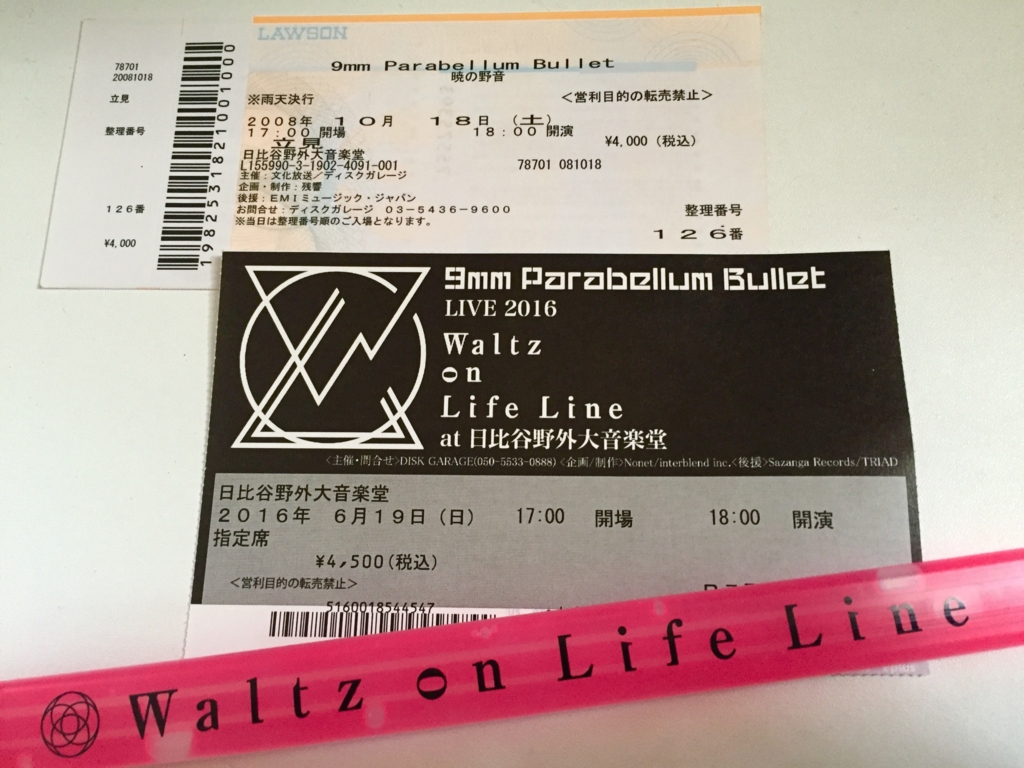 LAWSON
9mm Parabellum Bullet
暁の野音
78701
20081018
立見
整理番号
126番
¥4,000
1982531821001000
※雨天決行
<営利目的の転売禁止>
2008年 10月 18日 (土)
17:00 開場 18:00 開演
立見
¥4,000 (税込)
日比谷野外大音楽堂
L155990-3-1902-4091-001
78701 081018
主催:文化放送/ディスクガレージ
企画・制作:残響
後援:EMIミュージック・ジャパン
お問合せ:ディスクガレージ 03-5436-9600
※当日は整理番号順のご入場となります。
整理番号
126番
9mm Parabellum Bullet
LIVE 2016
Waltz
on
Life Line
at 日比谷野外大音楽堂
<主催・問合せ>DISK GARAGE(050-5533-0888) <企画/制作>Nonet/interblend inc.<後援>Sazanga Records/TRIAD
日比谷野外大音楽堂
2016年 6月19日(日) 17:00 開場 18:00 開演
指定席
¥4,500(税込)
<営利目的の転売禁止>
5160018544547
Waltz on Life Line